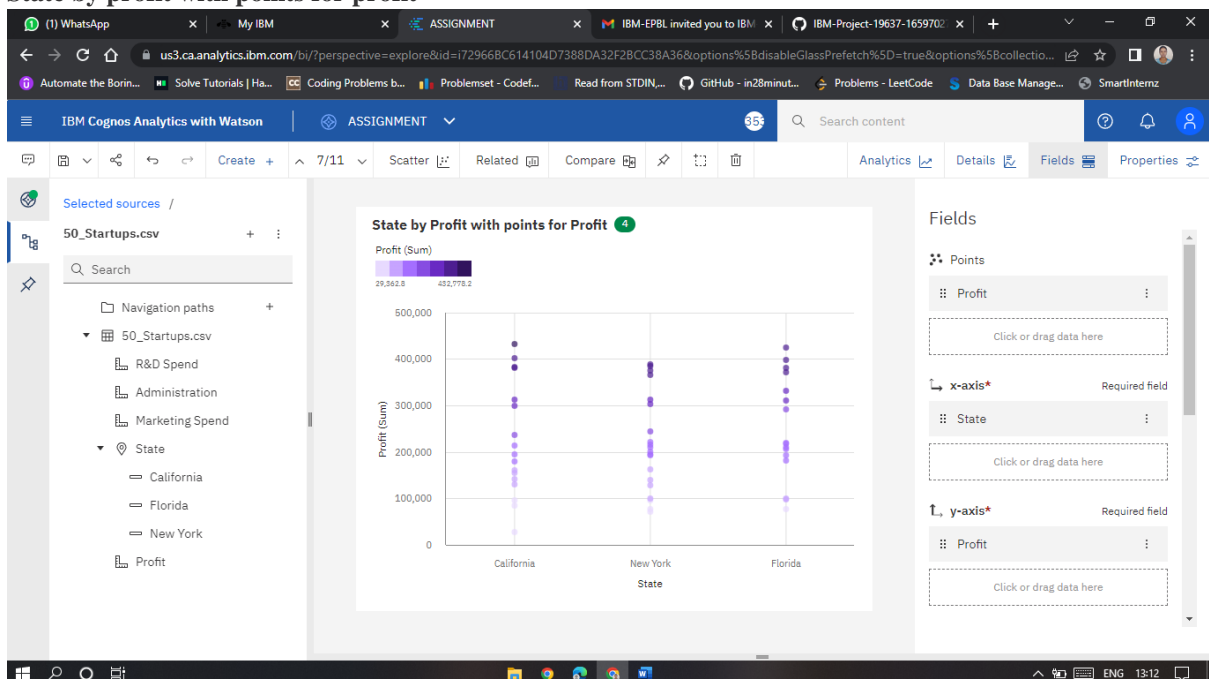 State by profit with points for profit
(1) WhatsApp
My IBM
ASSIGNMENT
IBM-EPBL invited you to IBM
IBM-Project-19637-1659702
us3.ca.analytics.ibm.com/bi/?perspective=explore&id=i72966BC614104D7388DA32F2BCC38A36&options%5BdisableGlassPrefetch%5D=true&options%5Bcollectio...
Automate the Borin...
Solve Tutorials | Ha...
Coding Problems b...
Problemset - Codef...
Read from STDIN,...
GitHub - in28minut...
Problems - LeetCode
Data Base Manage...
SmartInternz
IBM Cognos Analytics with Watson
ASSIGNMENT
Search content
Create +
7/11
Scatter
Related
Compare
Analytics
Details
Fields
Properties
Selected sources /
50_Startups.csv
Search
Navigation paths
50_Startups.csv
R&D Spend
Administration
Marketing Spend
State
California
Florida
New York
Profit
State by Profit with points for Profit 4
Profit (Sum)
29,362.8 432,778.2
500,000
400,000
300,000
200,000
100,000
0
Profit (Sum)
California New York Florida
State
Fields
Points
Profit
Click or drag data here
x-axis* Required field
State
Click or drag data here
y-axis* Required field
Profit
Click or drag data here
ENG 13:12